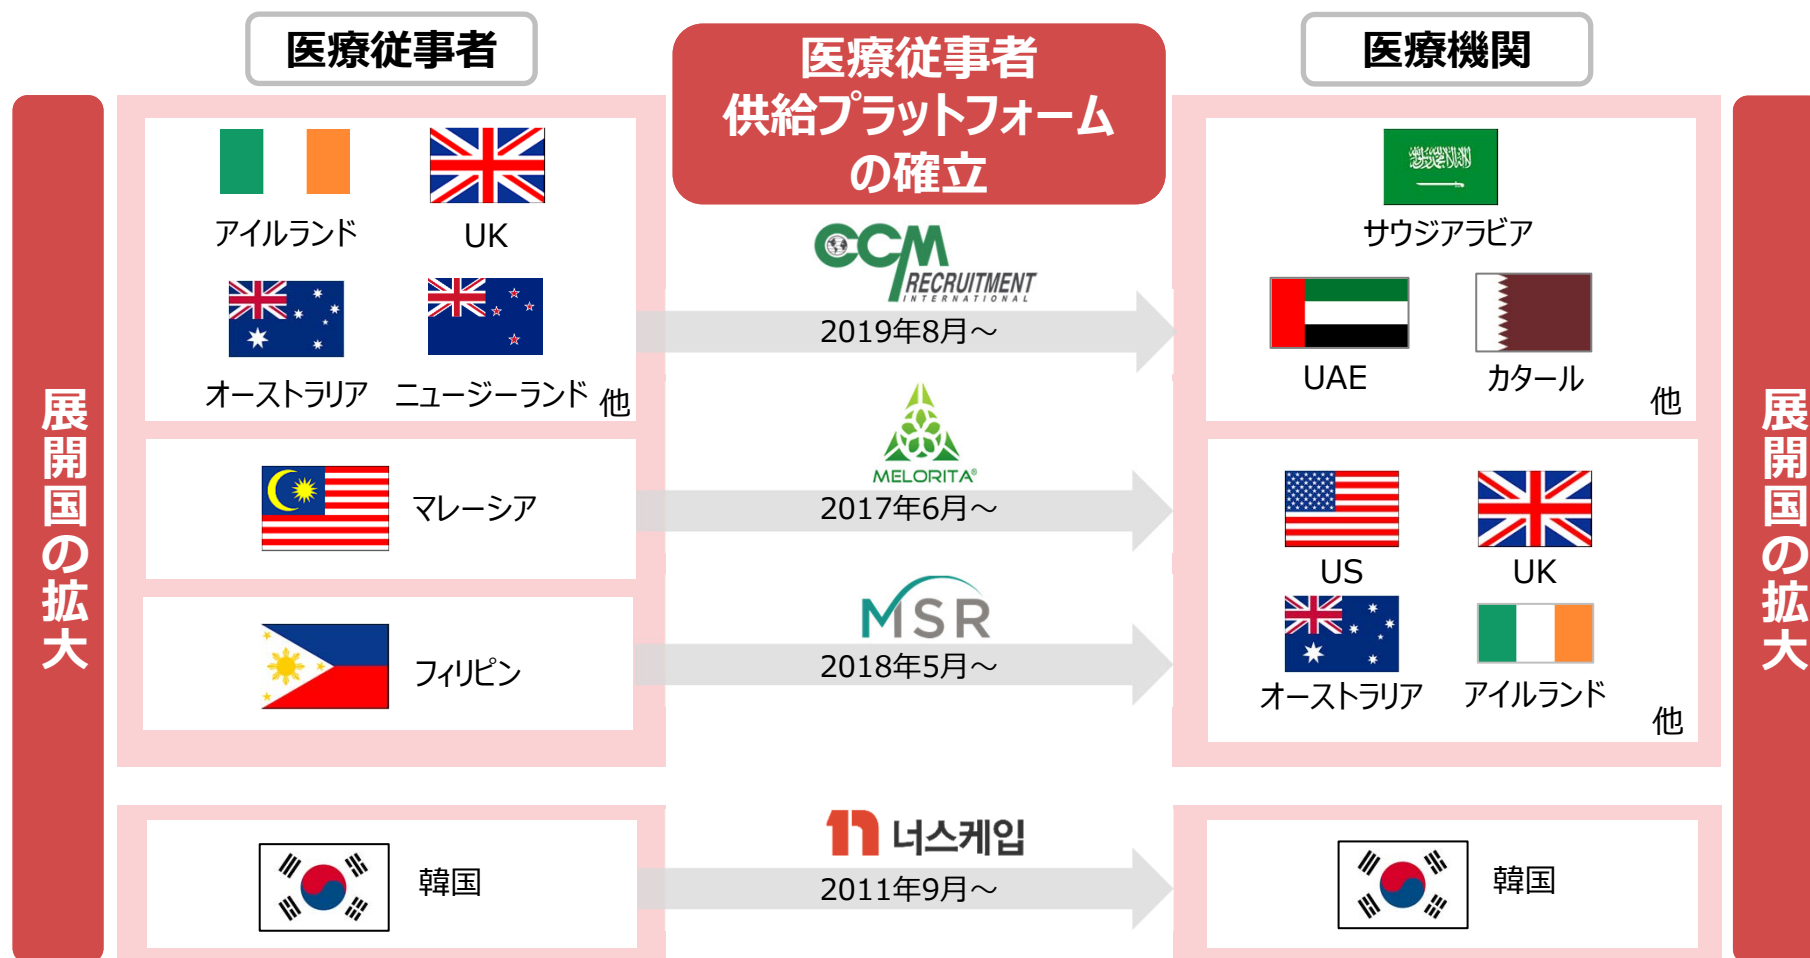 医療従事者
医療従事者
供給プラットフォーム
の確立
医療機関
展開国の拡大
アイルランド
UK
オーストラリア
ニュージーランド
他
マレーシア
フィリピン
韓国
CCM
RECRUITMENT
INTERNATIONAL
2019年8月～
MELORITA®
2017年6月～
MSR
2018年5月～
너스케입
2011年9月～
サウジアラビア
UAE
カタール
他
US
UK
オーストラリア
アイルランド
他
韓国
展開国の拡大